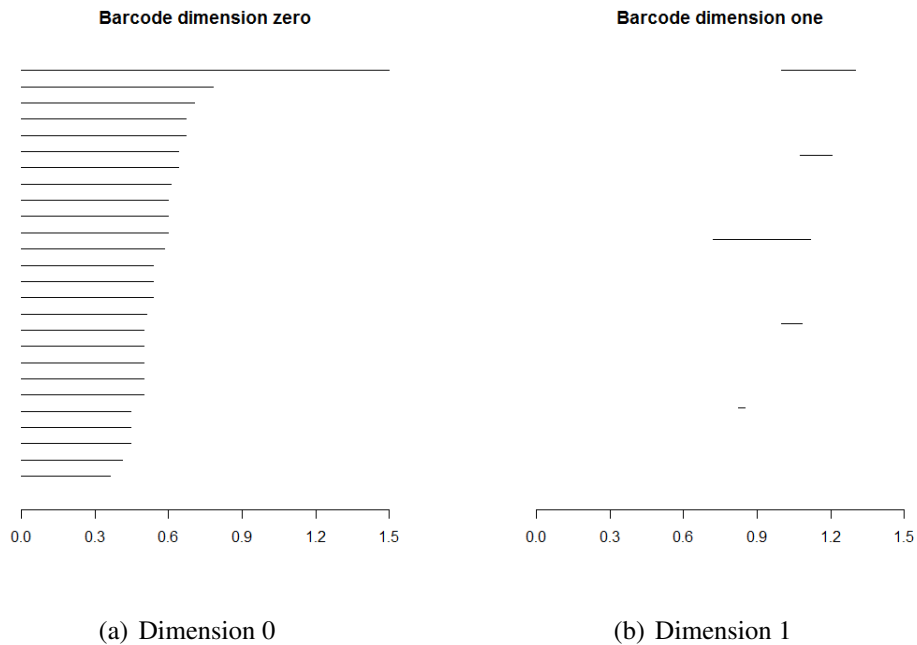 Barcode dimension zero
Barcode dimension one
0.0 0.3 0.6 0.9 1.2 1.5
0.0 0.3 0.6 0.9 1.2 1.5
(a) Dimension 0
(b) Dimension 1